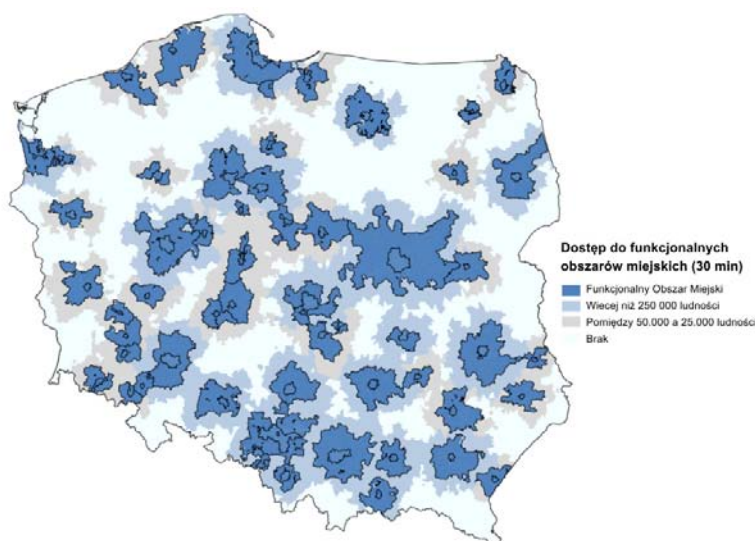 Dostęp do funkcjonalnych
obszarów miejskich (30 min)
Funkcjonalny Obszar Miejski
Wiecej niż 250 000 ludności
Pomiędzy 50.000 a 25.000 ludności
Brak